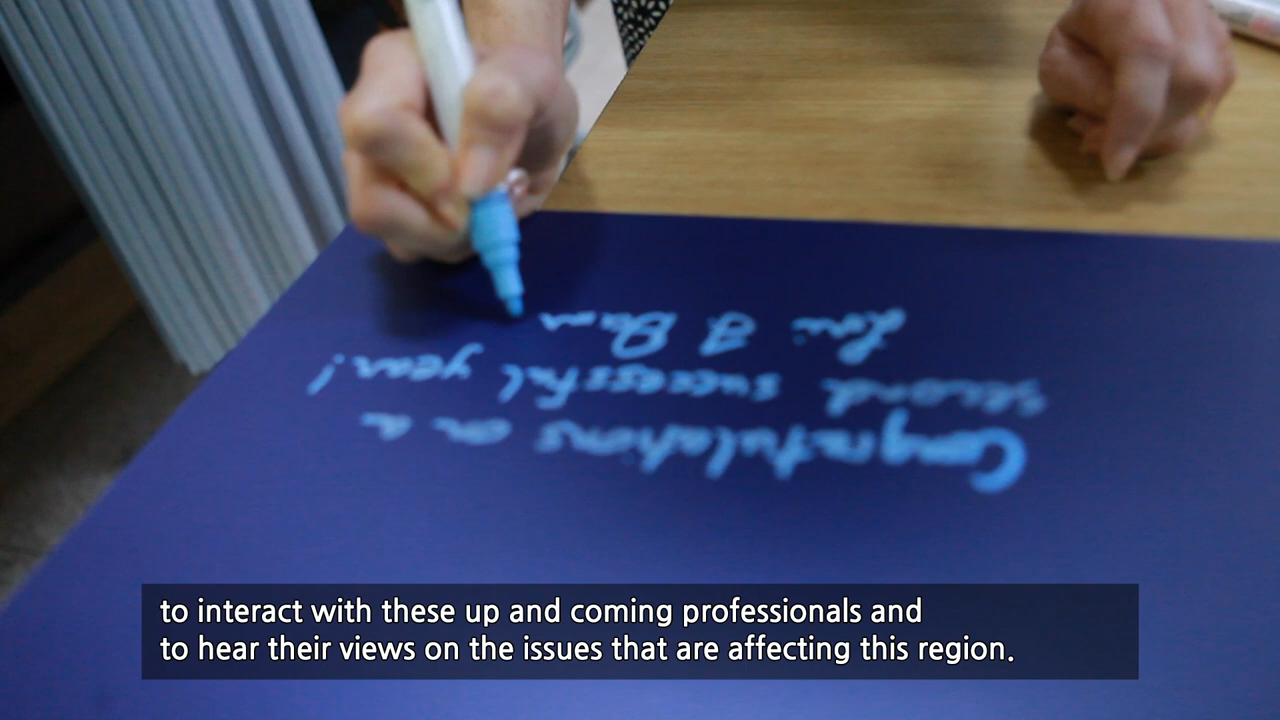 Congratulations on a
second successful year!
to interact with these up and coming professionals and
to hear their views on the issues that are affecting this region.